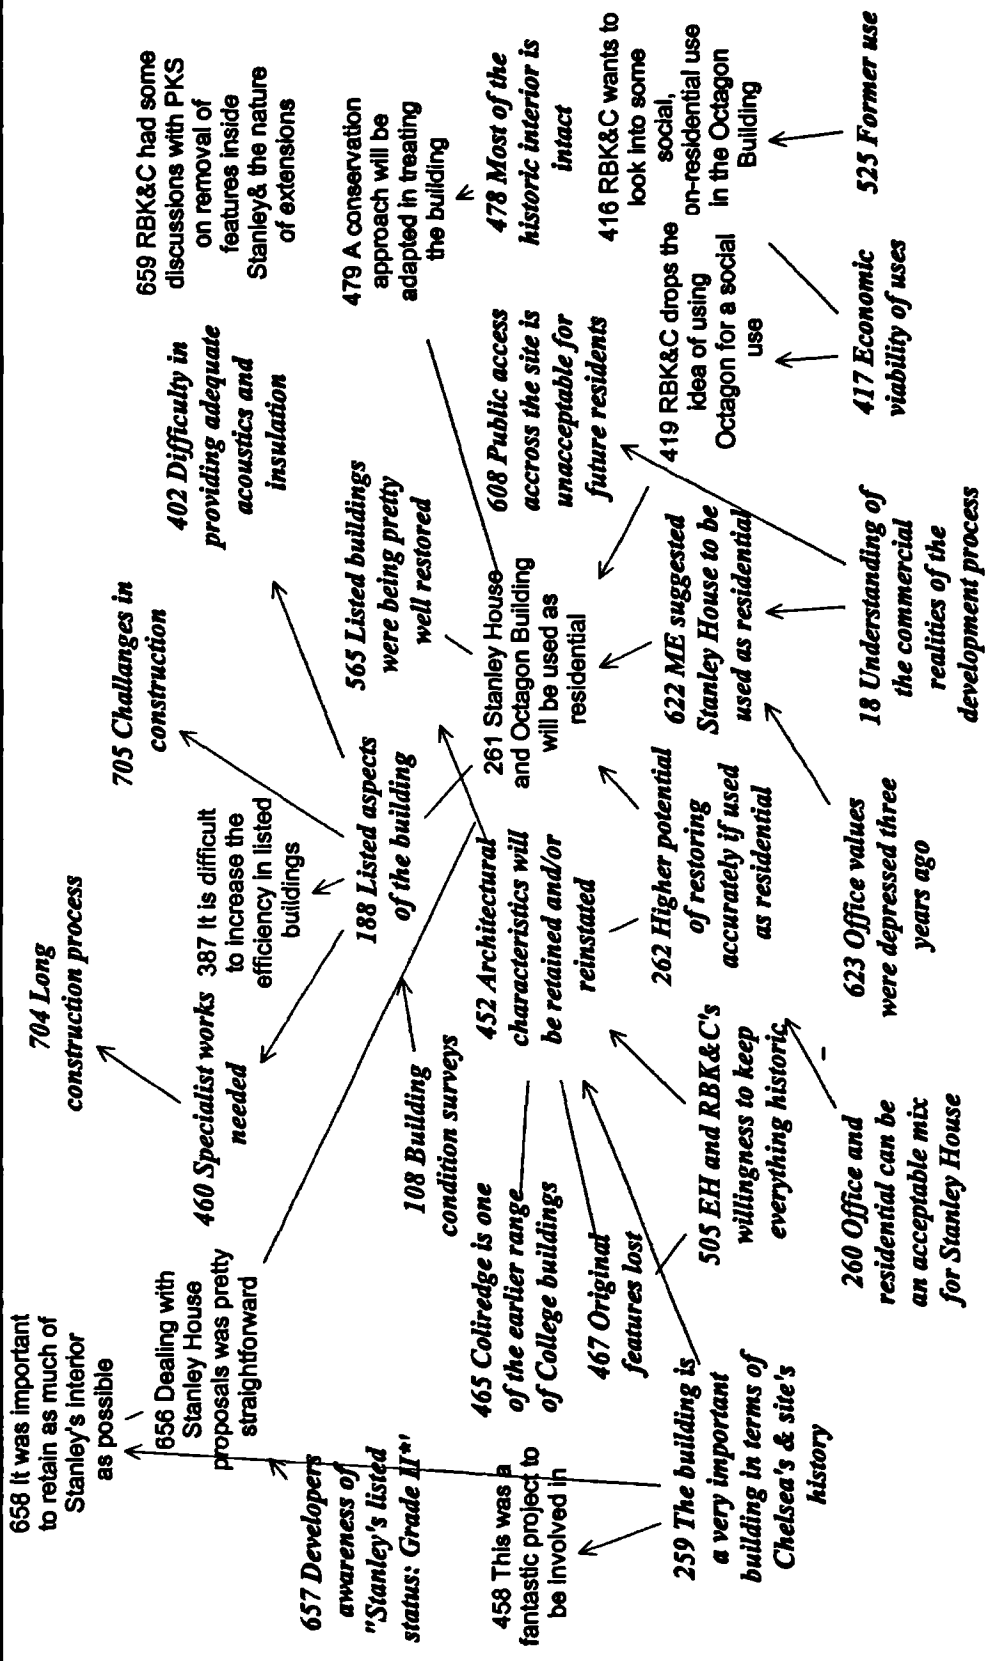 658 It was important
to retain as much of
Stanley's interior
as possible
704 Long
construction process
705 Challanges in
construction
659 RBK&C had some
discussions with PKS
on removal of
features inside
Stanley& the nature
of extensions
656 Dealing with
Stanley House
proposals was pretty
straightforward
460 Specialist works
needed
387 It is difficult
to increase the
efficiency in listed
buildings
402 Difficulty in
providing adequate
acoustics and
insulation
657 Developers
awareness of
"Stanley's listed
status: Grade II*'
188 Listed aspects
of the building
565 Listed buildings
were being pretty
well restored
479 A conservation
approach will be
adapted in treating
the building
108 Building
condition surveys
458 This was a
fantastic project to
be involved in
465 Coliredge is one
of the earlier range
of College buildings
452 Architectural
characteristics will
be retained and/or
reinstated
261 Stanley House
and Octagon Building
will be used as
residential
608 Public access
accross the site is
unacceptable for
future residents
478 Most of the
historic interior is
intact
467 Original
features lost
262 Higher potential
of restoring
accurately if used
as residential
622 ME suggested
Stanley House to be
used as residential
419 RBK&C drops the
idea of using
Octagon for a social
use
416 RBK&C wants to
look into some
social,
on-residential use
in the Octagon
Building
259 The building is
a very important
building in terms of
Chelsea's & site's
history
505 EH and RBK&C's
willingness to keep
everything historic
260 Office and
residential can be
an acceptable mix
for Stanley House
623 Office values
were depressed three
years ago
18 Understanding of
the commercial
realities of the
development process
417 Economic
viability of uses
525 Former use